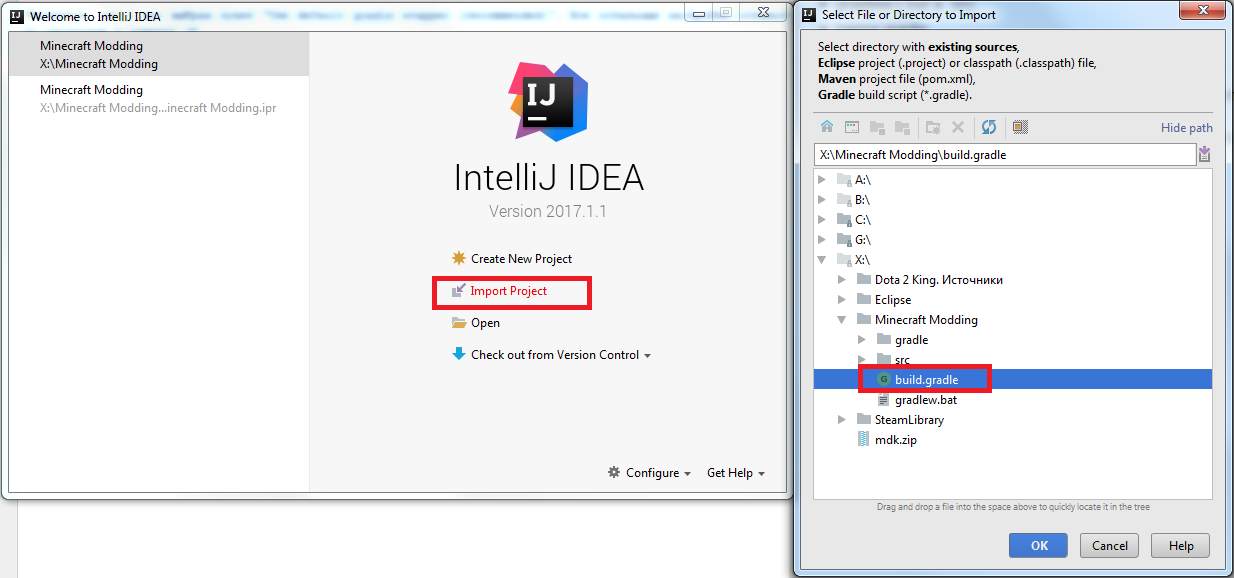 Welcome to IntelliJ IDEA
Minecraft Modding
X:\Minecraft Modding
Minecraft Modding
X:\Minecraft Modding...inecraft Modding.ipr
IJ
IntelliJ IDEA
Version 2017.1.1
Create New Project
Import Project
Open
Check out from Version Control
Configure
Get Help
Select File or Directory to Import
Select directory with existing sources,
Eclipse project (.project) or classpath (.classpath) file,
Maven project file (pom.xml),
Gradle build script (*.gradle).
Hide path
X:\Minecraft Modding\build.gradle
A:\
B:\
C:\
G:\
X:\
Dota 2 King. Источники
Eclipse
Minecraft Modding
gradle
src
build.gradle
gradlew.bat
SteamLibrary
mdk.zip
Drag and drop a file into the space above to quickly locate it in the tree
OK
Cancel
Help